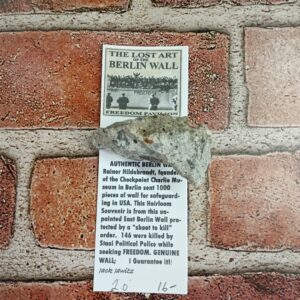 THE LOST ART OF
THE BERLIN WALL
FREEDOM PAVILION
AUTHENTIC BERLIN
Rainer Hildebrandt, founder
of the Checkpoint Charlie Mu-
seum in Berlin sent 1000
pieces of wall for safeguard-
ing in USA. This Heirloom
Souvenir is from this un-
painted East Berlin Wall pro-
tected by a "shoot to kill"
order. 146 were killed by
Stasi Political Police while
seeking FREEDOM. GENUINE
WALL; I Guarantee it!
20 16-